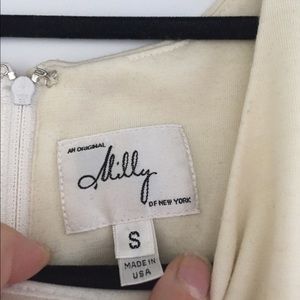 AN ORIGINAL
Milly
OF NEW YORK
S
MADE IN
USA